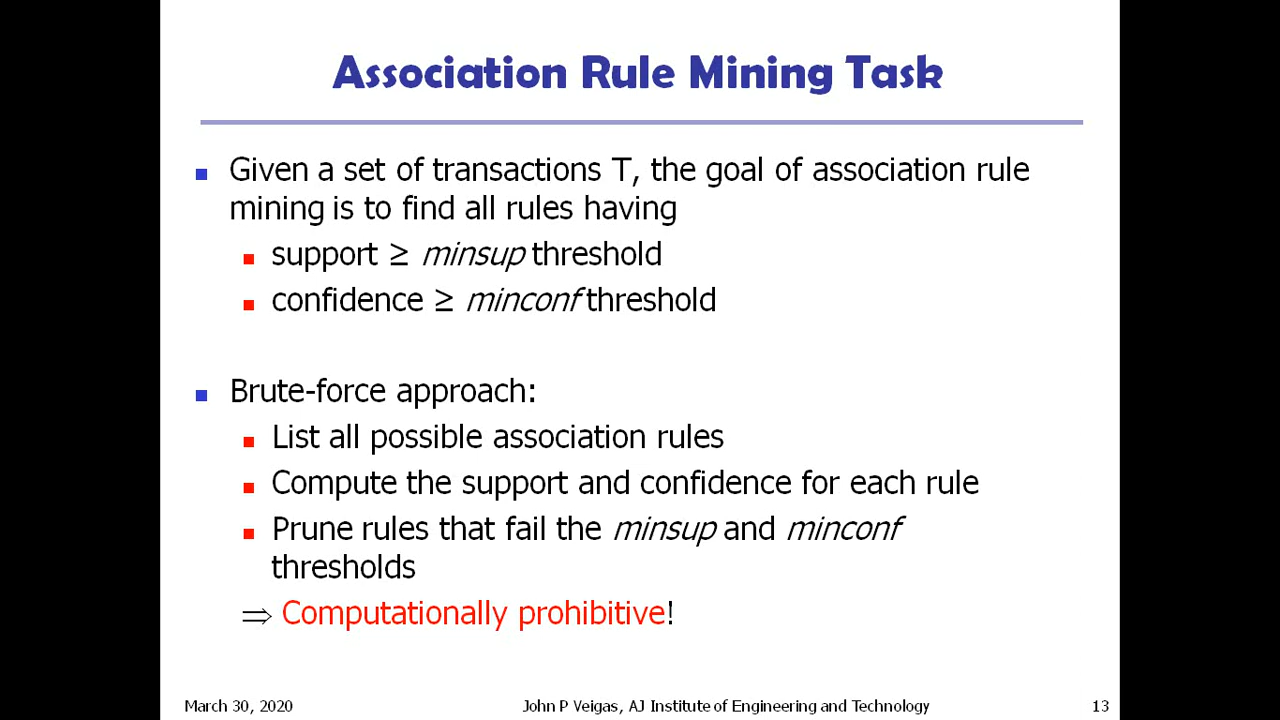 Association Rule Mining Task
Given a set of transactions T, the goal of association rule
mining is to find all rules having
support ≥ minsup threshold
confidence ≥ minconf threshold
Brute-force approach:
List all possible association rules
Compute the support and confidence for each rule
Prune rules that fail the minsup and minconf
thresholds
⇒ Computationally prohibitive!
March 30, 2020
John P Veigas, AJ Institute of Engineering and Technology
13